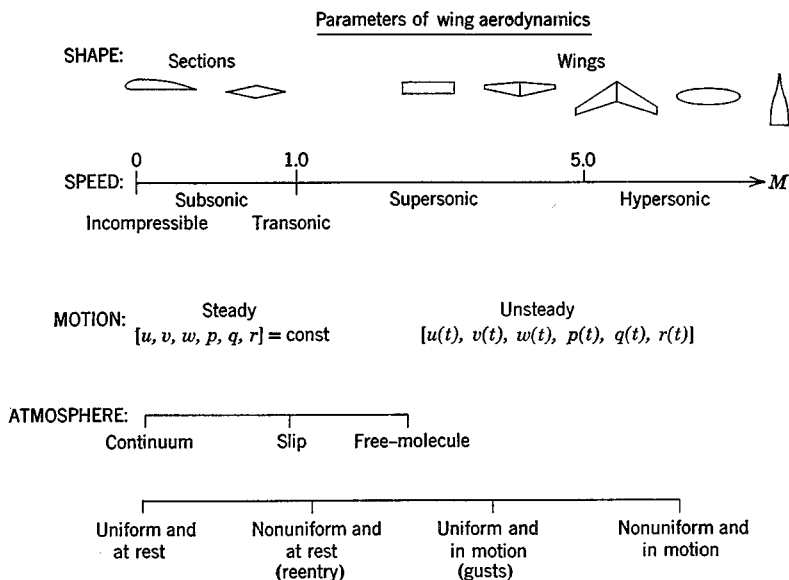 Parameters of wing aerodynamics
SHAPE:
Sections
Wings
0
1.0
5.0
SPEED:
M
Subsonic
Supersonic
Hypersonic
Incompressible
Transonic
MOTION:
Steady
[u, v, w, p, q, r] = const
Unsteady
[u(t), v(t), w(t), p(t), q(t), r(t)]
ATMOSPHERE:
Continuum
Slip
Free-molecule
Uniform and
at rest
Nonuniform and
at rest
(reentry)
Uniform and
in motion
(gusts)
Nonuniform and
in motion